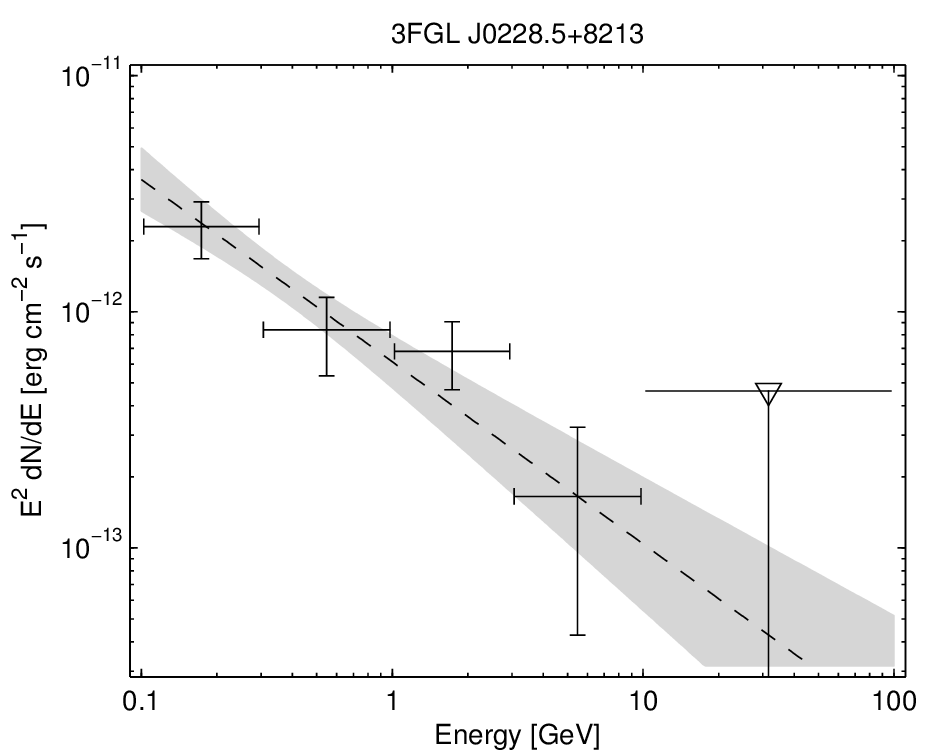 3FGL J0228.5+8213
10⁻¹¹
10⁻¹²
10⁻¹³
E² dN/dE [erg cm⁻² s⁻¹]
0.1 1 10 100
Energy [GeV]